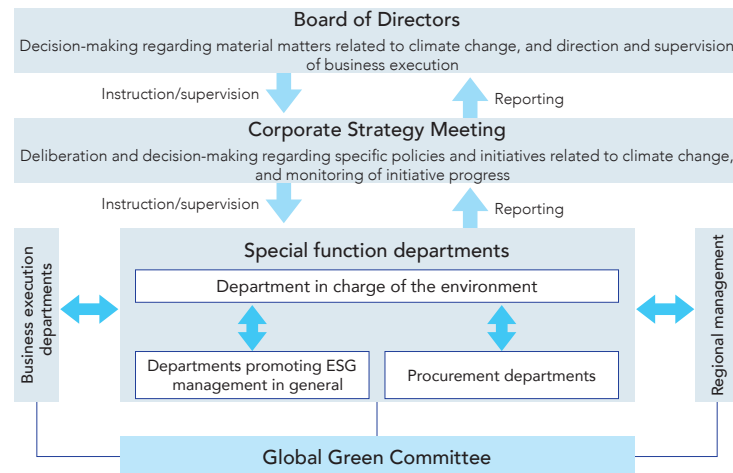 Board of Directors
Decision-making regarding material matters related to climate change, and direction and supervision
of business execution
Instruction/supervision
Reporting
Corporate Strategy Meeting
Deliberation and decision-making regarding specific policies and initiatives related to climate change,
and monitoring of initiative progress
Instruction/supervision
Reporting
Business execution
departments
Special function departments
Department in charge of the environment
Departments promoting ESG
management in general
Procurement departments
Regional management
Global Green Committee